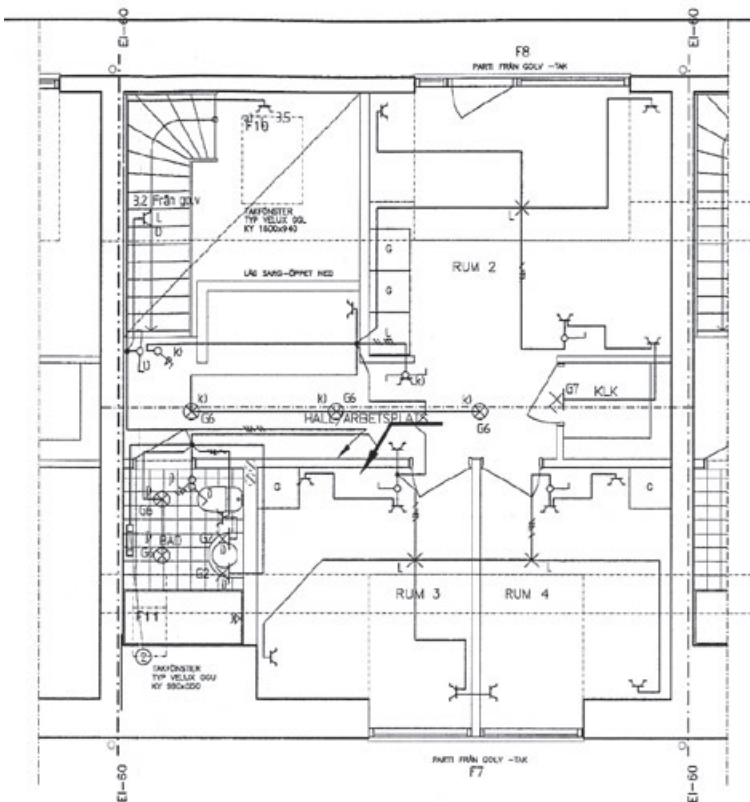 EI-60
EI-60
F8
PARTI FRÅN GOLV -TAK
3.5
F10
3.2 Från golv
L
D
TAKFÖNSTER
TYP VELUX GGL
KY 1600x940
L
G
RUM 2
LÅG SARG-ÖPPET NED
G
L
L
k)
D
k)
G7
KLK
k)
G6
k)
G6
k)
G6
HALL/ARBETSPLATS
G
G
G6
BAD
G6
G2
G2
L
L
RUM 3
RUM 4
F11
2
TAKFÖNSTER
TYP VELUX GGU
KY 980x550
PARTI FRÅN GOLV -TAK
F7
EI-60
EI-60